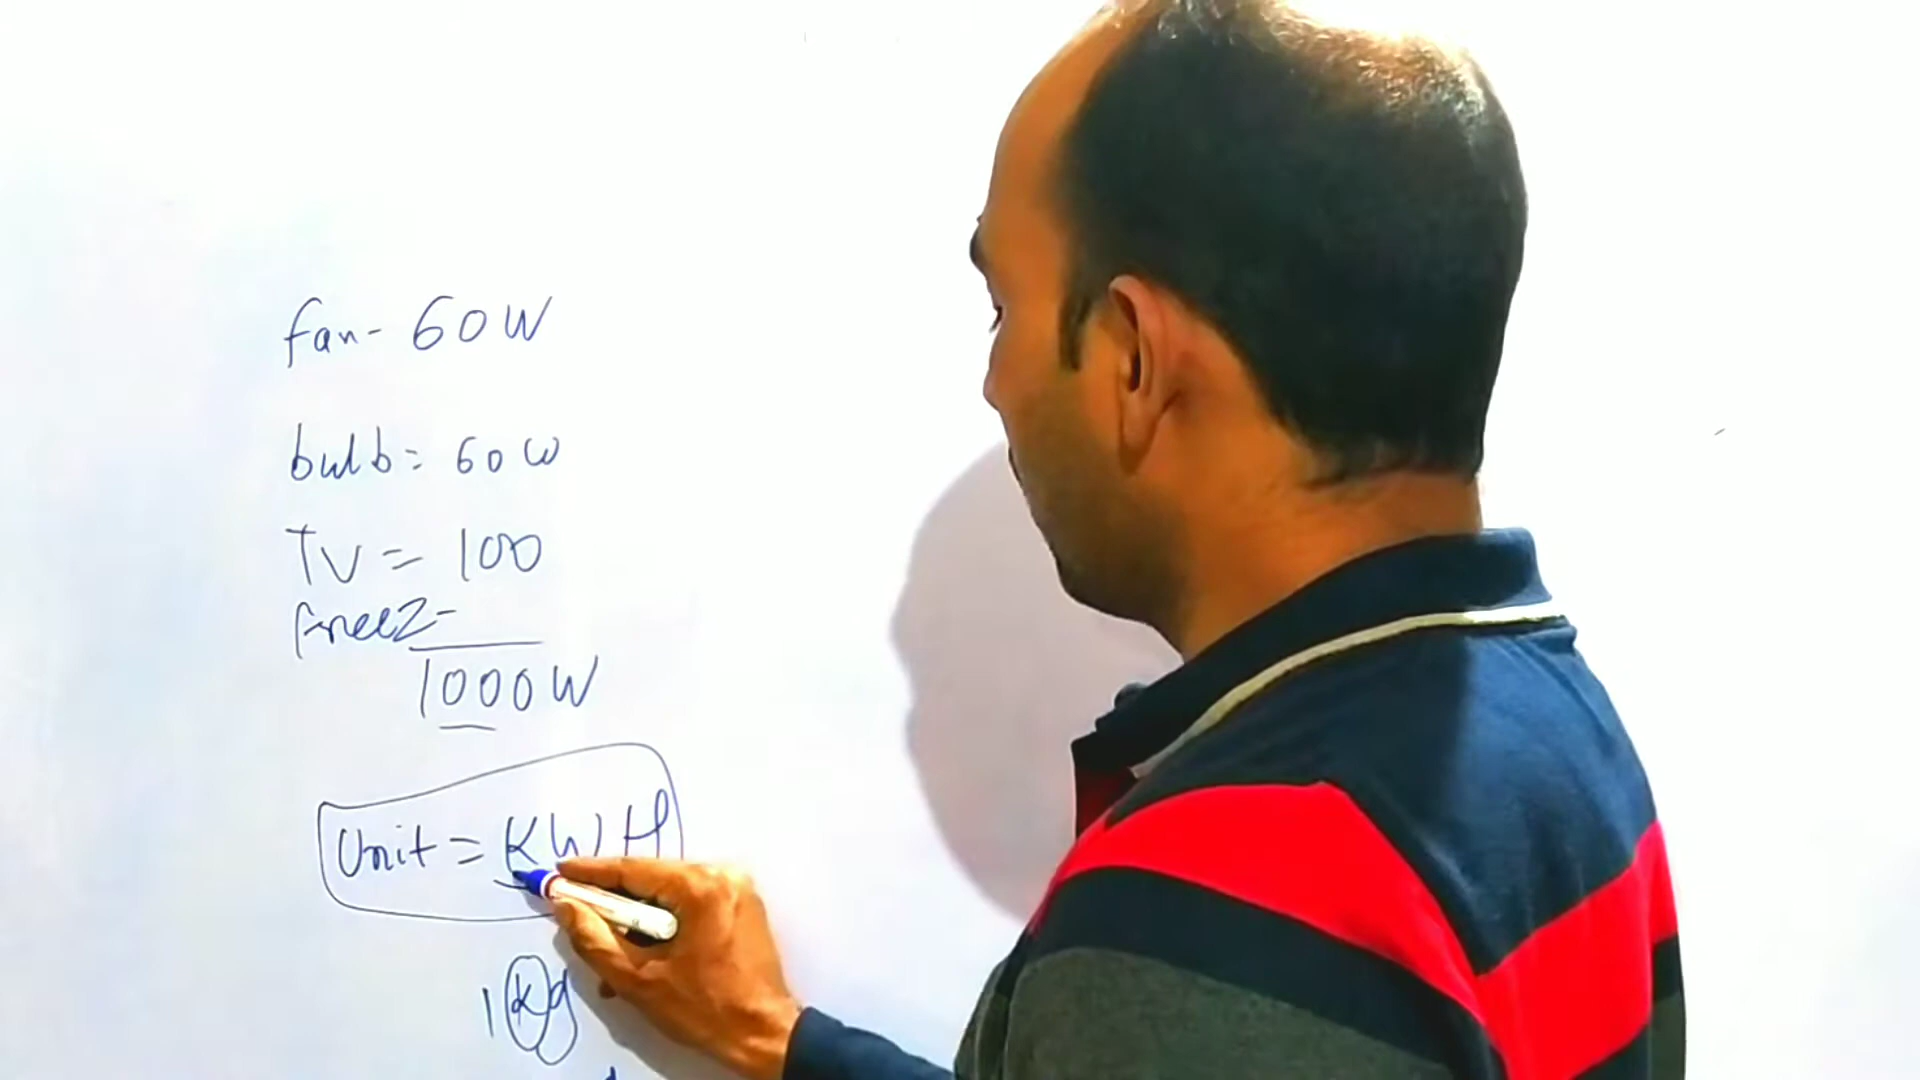 fan- 60W
bulb= 60W
TV = 100
freez-
1000W
Unit = KWH
1kg